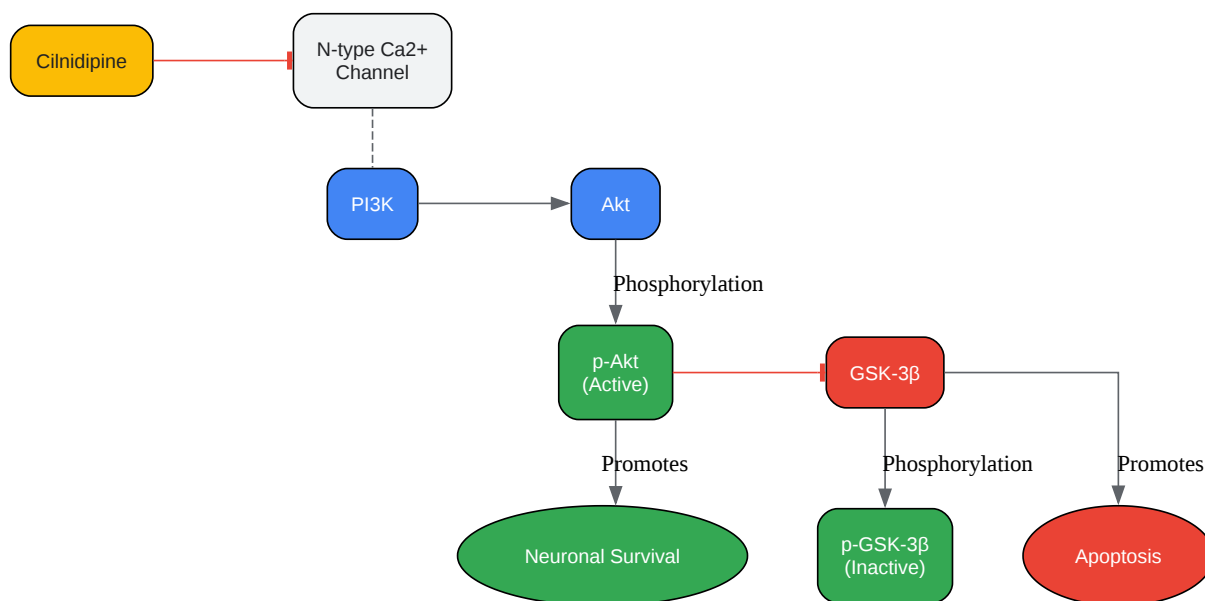 Cilnidipine
N-type Ca2+
Channel
PI3K
Akt
Phosphorylation
p-Akt
(Active)
GSK-3β
Promotes
Phosphorylation
Promotes
Neuronal Survival
p-GSK-3β
(Inactive)
Apoptosis